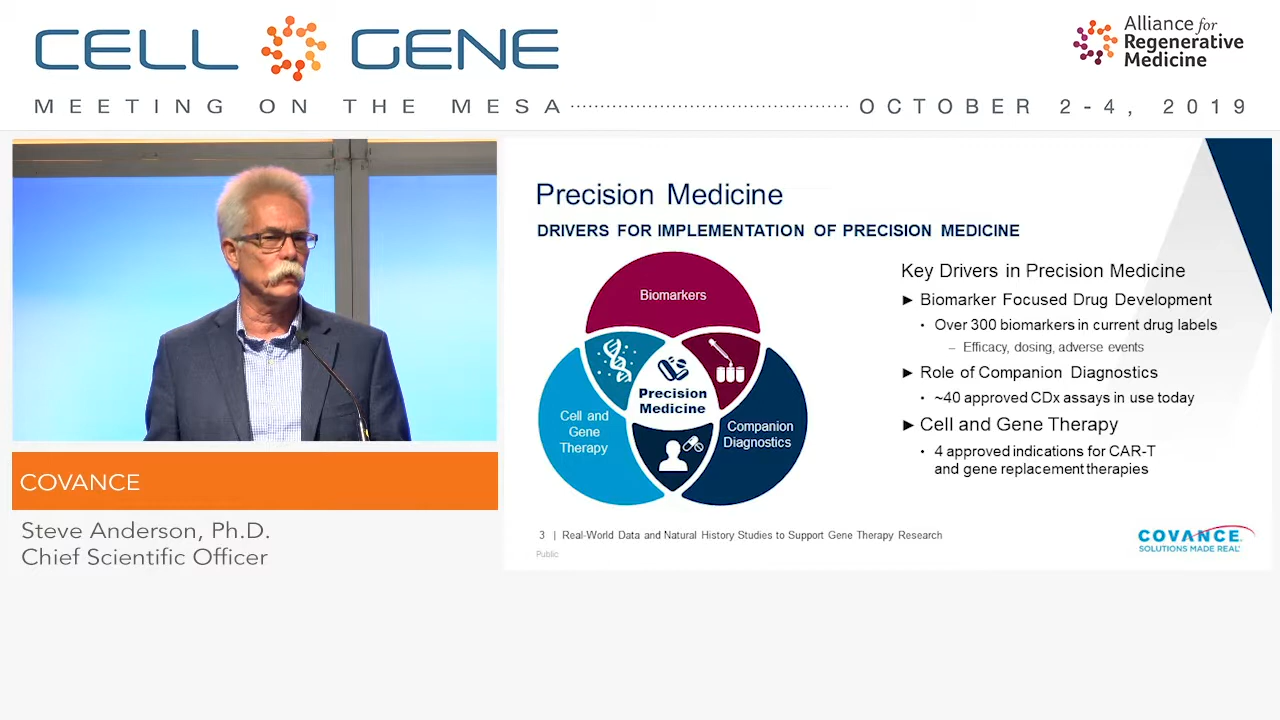 CELL GENE
Alliance for
Regenerative
Medicine
MEETING ON THE MESA
OCTOBER 2-4, 2019
COVANCE
Steve Anderson, Ph.D.
Chief Scientific Officer
Precision Medicine
DRIVERS FOR IMPLEMENTATION OF PRECISION MEDICINE
Biomarkers
Precision
Medicine
Cell and
Gene
Therapy
Companion
Diagnostics
Key Drivers in Precision Medicine
► Biomarker Focused Drug Development
• Over 300 biomarkers in current drug labels
– Efficacy, dosing, adverse events
► Role of Companion Diagnostics
• ~40 approved CDx assays in use today
► Cell and Gene Therapy
• 4 approved indications for CAR-T
and gene replacement therapies
3 | Real-World Data and Natural History Studies to Support Gene Therapy Research
Public
COVANCE
SOLUTIONS MADE REAL